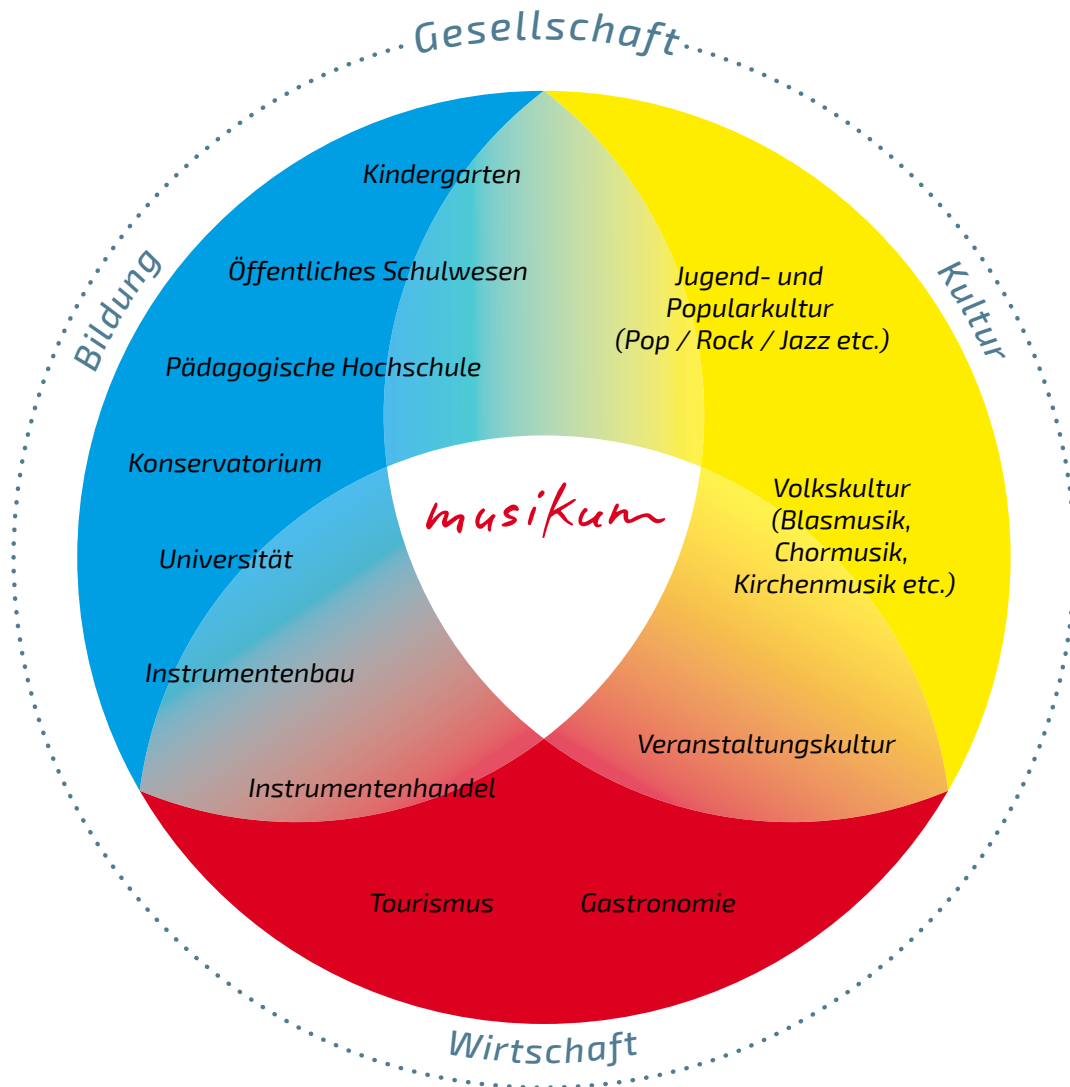 Gesellschaft
Bildung
Kultur
Kindergarten
Öffentliches Schulwesen
Pädagogische Hochschule
Konservatorium
Universität
Instrumentenbau
Instrumentenhandel
Jugend- und
Popularkultur
(Pop / Rock / Jazz etc.)
Volkskultur
(Blasmusik,
Chormusik,
Kirchenmusik etc.)
Veranstaltungskultur
musikum
Tourismus
Gastronomie
Wirtschaft